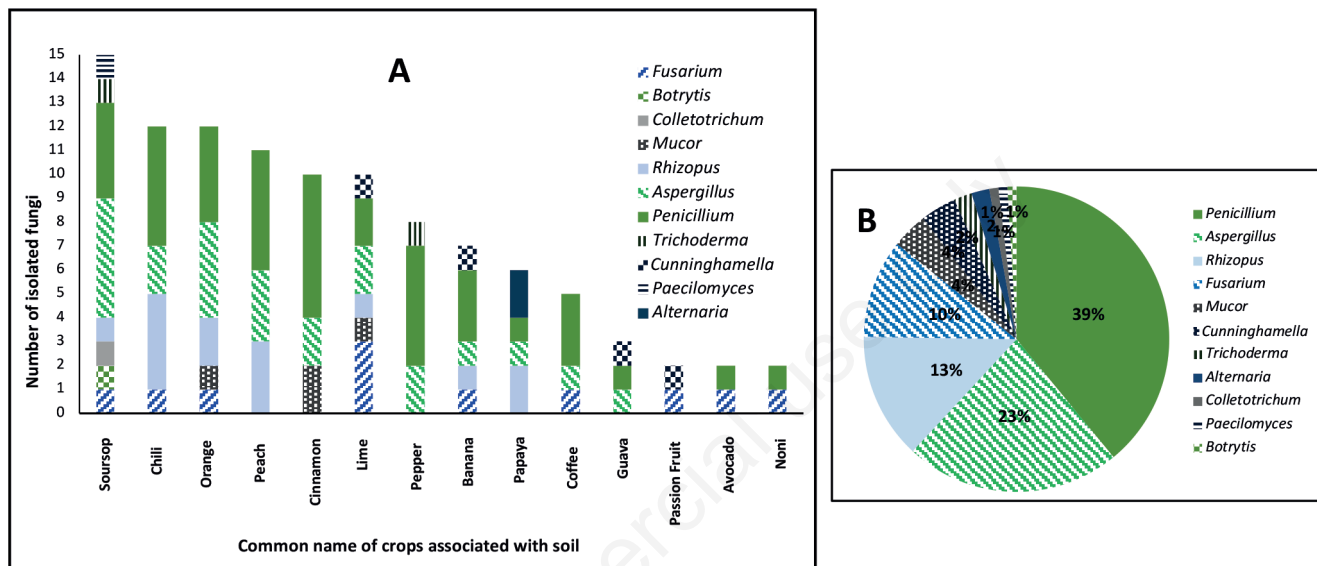 A
Number of isolated fungi
15
14
13
12
11
10
9
8
7
6
5
4
3
2
1
0
Fusarium
Botrytis
Colletotrichum
Mucor
Rhizopus
Aspergillus
Penicillium
Trichoderma
Cunninghamella
Paecilomyces
Alternaria
Soursop
Chili
Orange
Peach
Cinnamon
Lime
Pepper
Banana
Papaya
Coffee
Guava
Passion Fruit
Avocado
Noni
Common name of crops associated with soil
B
39%
23%
13%
10%
4%
4%
2%
2
1%
1%
1%
Penicillium
Aspergillus
Rhizopus
Fusarium
Mucor
Cunninghamella
Trichoderma
Alternaria
Colletotrichum
Paecilomyces
Botrytis